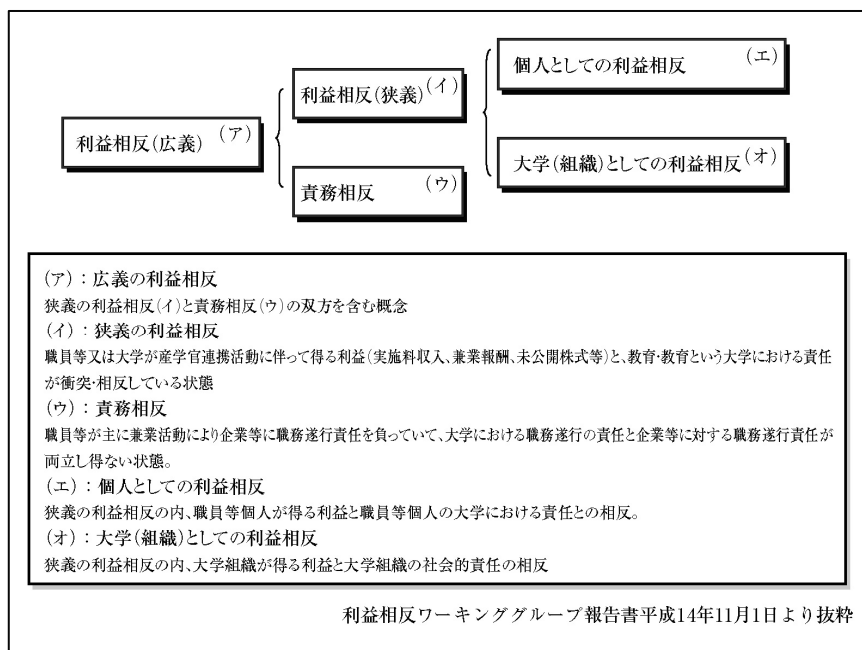 利益相反(広義) (ア)
利益相反(狭義) (イ)
責務相反 (ウ)
個人としての利益相反 (エ)
大学(組織)としての利益相反 (オ)
(ア)：広義の利益相反
狭義の利益相反(イ)と責務相反(ウ)の双方を含む概念
(イ)：狭義の利益相反
職員等又は大学が産学官連携活動に伴って得る利益(実施料収入、兼業報酬、未公開株式等)と、教育・教育という大学における責任
が衝突・相反している状態
(ウ)：責務相反
職員等が主に兼業活動により企業等に職務遂行責任を負っていて、大学における職務遂行の責任と企業等に対する職務遂行責任が
両立し得ない状態。
(エ)：個人としての利益相反
狭義の利益相反の内、職員等個人が得る利益と職員等個人の大学における責任との相反。
(オ)：大学(組織)としての利益相反
狭義の利益相反の内、大学組織が得る利益と大学組織の社会的責任の相反
利益相反ワーキンググループ報告書平成14年11月1日より抜粋